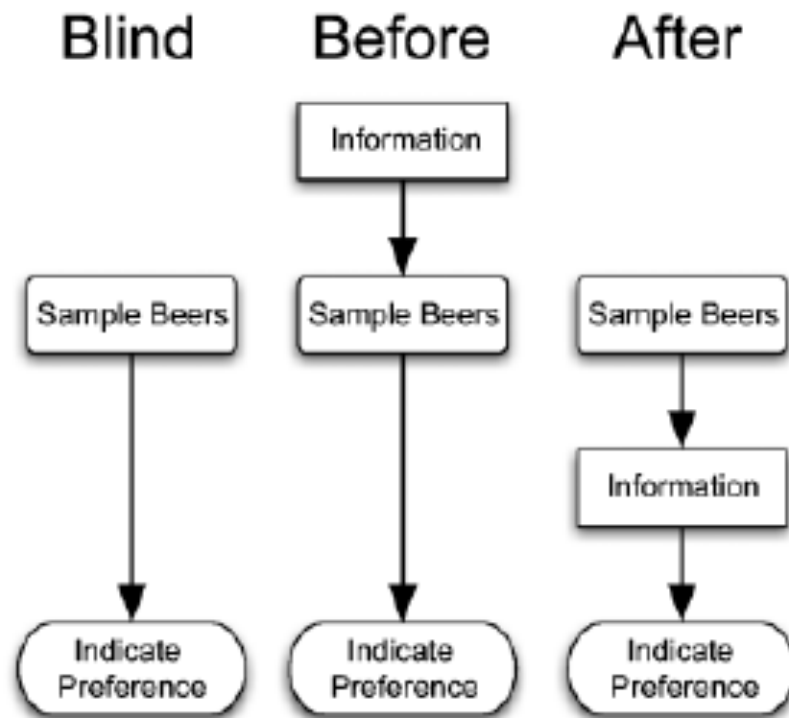 Blind
Before
After
Information
Sample Beers
Sample Beers
Sample Beers
Information
Indicate
Preference
Indicate
Preference
Indicate
Preference